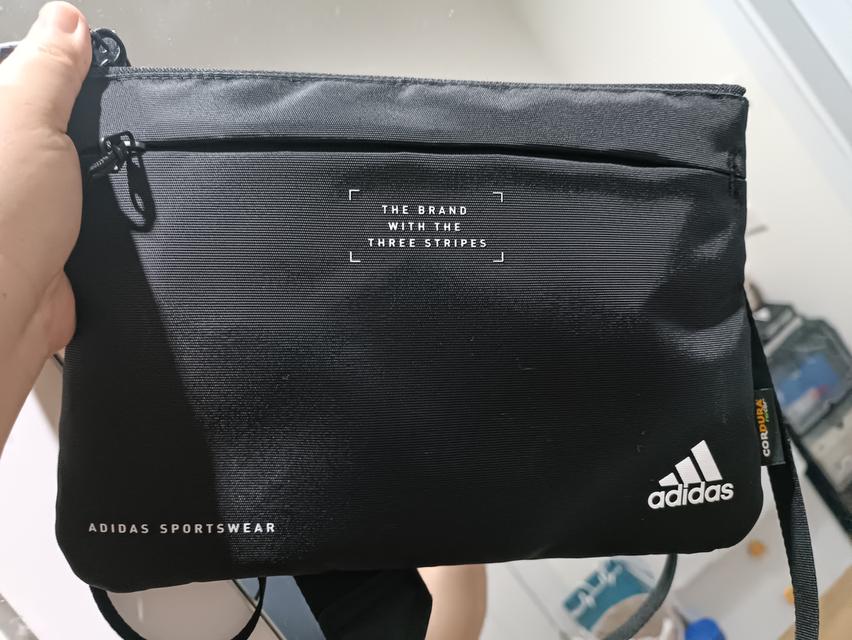 THE BRAND
WITH THE
THREE STRIPES
CORDURA
adidas
ADIDAS SPORTSWEAR